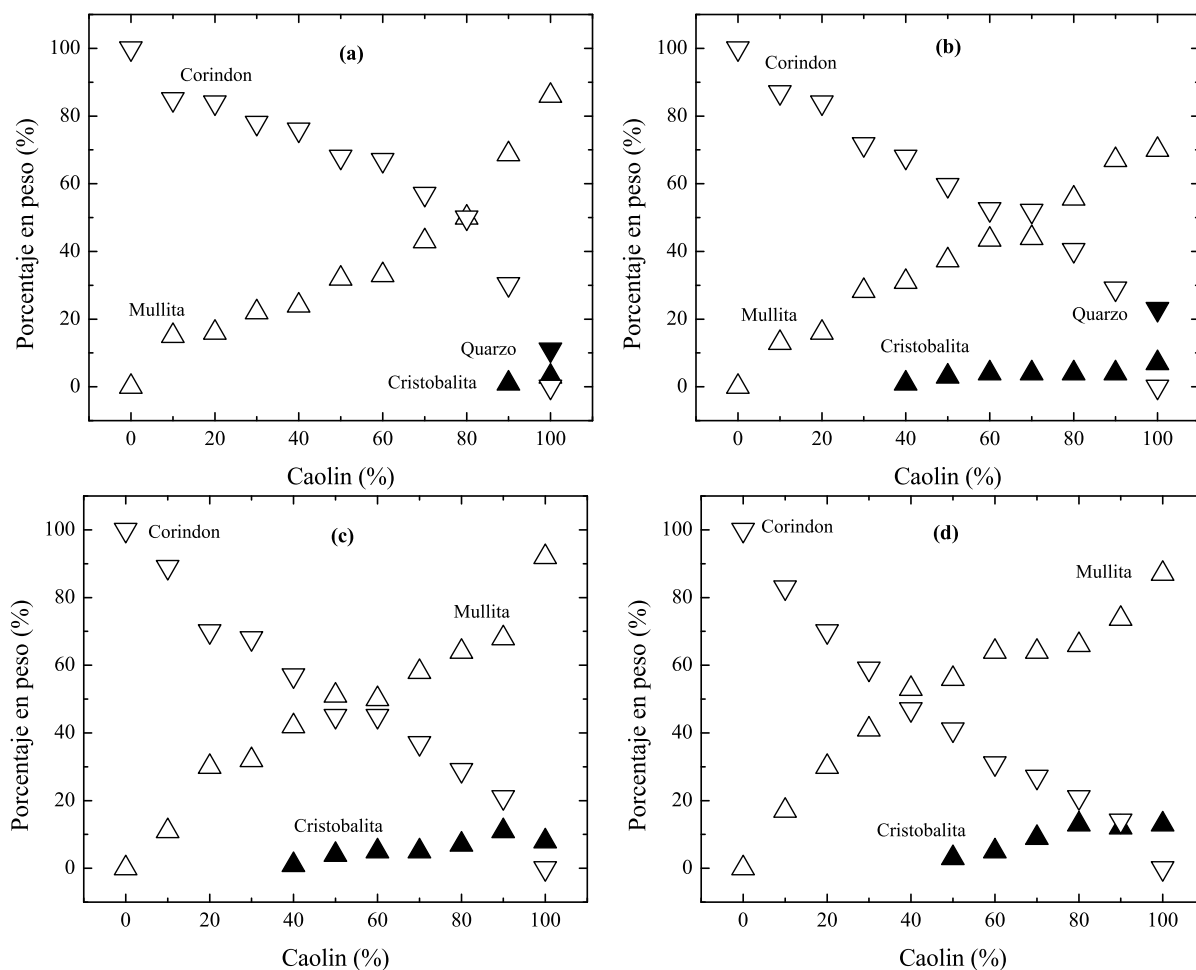 (a)
Corindon
Mullita
Quarzo
Cristobalita
Porcentaje en peso (%)
100
80
60
40
20
0
0 20 40 60 80 100
Caolin (%)
(b)
Corindon
Mullita
Quarzo
Cristobalita
Porcentaje en peso (%)
100
80
60
40
20
0
0 20 40 60 80 100
Caolin (%)
(c)
Corindon
Mullita
Cristobalita
Porcentaje en peso (%)
100
80
60
40
20
0
0 20 40 60 80 100
Caolin (%)
(d)
Corindon
Mullita
Cristobalita
Porcentaje en peso (%)
100
80
60
40
20
0
0 20 40 60 80 100
Caolin (%)